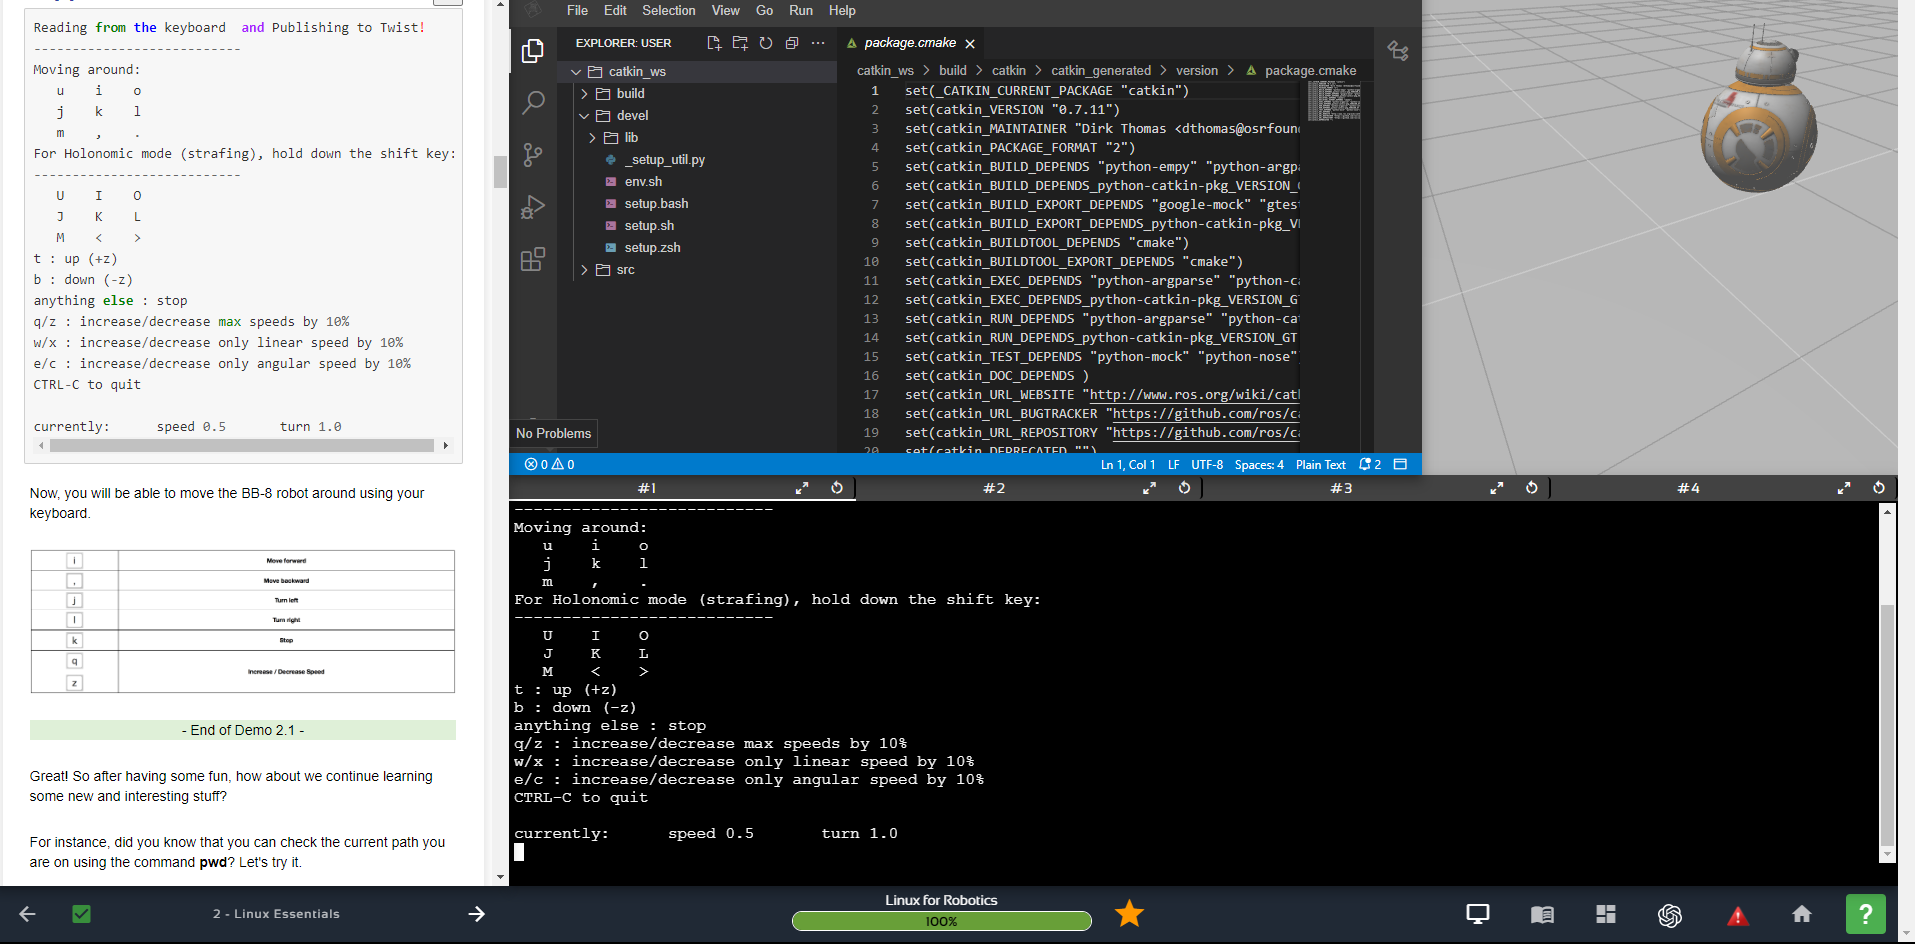 Reading from the keyboard  and Publishing to Twist!
---------------------------
Moving around:
u    i    o
j    k    l
m    ,    .
For Holonomic mode (strafing), hold down the shift key:
---------------------------
U    I    O
J    K    L
M    <    >
t : up (+z)
b : down (-z)
anything else : stop
q/z : increase/decrease max speeds by 10%
w/x : increase/decrease only linear speed by 10%
e/c : increase/decrease only angular speed by 10%
CTRL-C to quit
currently:      speed 0.5       turn 1.0
Now, you will be able to move the BB-8 robot around using your
keyboard.
i Move forward
, Move backward
j Turn left
l Turn right
k Stop
q
Increase / Decrease Speed
z
- End of Demo 2.1 -
Great! So after having some fun, how about we continue learning
some new and interesting stuff?
For instance, did you know that you can check the current path you
are on using the command pwd? Let's try it.
File Edit Selection View Go Run Help
EXPLORER: USER
catkin_ws
build
devel
lib
_setup_util.py
env.sh
setup.bash
setup.sh
setup.zsh
src
No Problems
package.cmake
catkin_ws > build > catkin > catkin_generated > version > package.cmake
1 set(_CATKIN_CURRENT_PACKAGE "catkin")
2 set(catkin_VERSION "0.7.11")
3 set(catkin_MAINTAINER "Dirk Thomas <dthomas@osrfoun
4 set(catkin_PACKAGE_FORMAT "2")
5 set(catkin_BUILD_DEPENDS "python-empy" "python-argp
6 set(catkin_BUILD_DEPENDS_python-catkin-pkg_VERSION_
7 set(catkin_BUILD_EXPORT_DEPENDS "google-mock" "gtes
8 set(catkin_BUILD_EXPORT_DEPENDS_python-catkin-pkg_V
9 set(catkin_BUILDTOOL_DEPENDS "cmake")
10 set(catkin_BUILDTOOL_EXPORT_DEPENDS "cmake")
11 set(catkin_EXEC_DEPENDS "python-argparse" "python-c
12 set(catkin_EXEC_DEPENDS_python-catkin-pkg_VERSION_G
13 set(catkin_RUN_DEPENDS "python-argparse" "python-ca
14 set(catkin_RUN_DEPENDS_python-catkin-pkg_VERSION_GT
15 set(catkin_TEST_DEPENDS "python-mock" "python-nose"
16 set(catkin_DOC_DEPENDS )
17 set(catkin_URL_WEBSITE "http://www.ros.org/wiki/cat
18 set(catkin_URL_BUGTRACKER "https://github.com/ros/c
19 set(catkin_URL_REPOSITORY "https://github.com/ros/c
20 set(catkin_DEPRECATED "")
0 0 Ln 1, Col 1 LF UTF-8 Spaces: 4 Plain Text 2
#1 #2 #3 #4
---------------------------
Moving around:
u    i    o
j    k    l
m    ,    .
For Holonomic mode (strafing), hold down the shift key:
---------------------------
U    I    O
J    K    L
M    <    >
t : up (+z)
b : down (-z)
anything else : stop
q/z : increase/decrease max speeds by 10%
w/x : increase/decrease only linear speed by 10%
e/c : increase/decrease only angular speed by 10%
CTRL-C to quit
currently:      speed 0.5       turn 1.0
2 - Linux Essentials
Linux for Robotics
100%
?